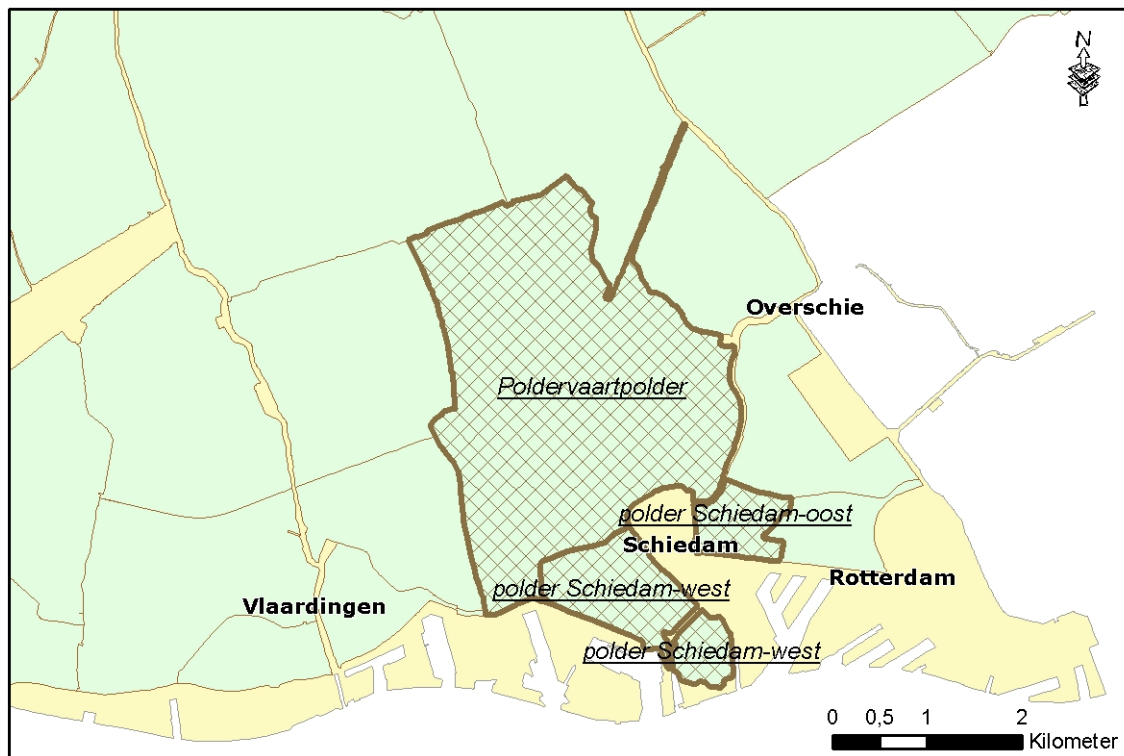 N
Overschie
Poldervaartpolder
polder Schiedam-oost
Schiedam
Rotterdam
polder Schiedam-west
Vlaardingen
polder Schiedam-west
0 0,5 1 2
Kilometer